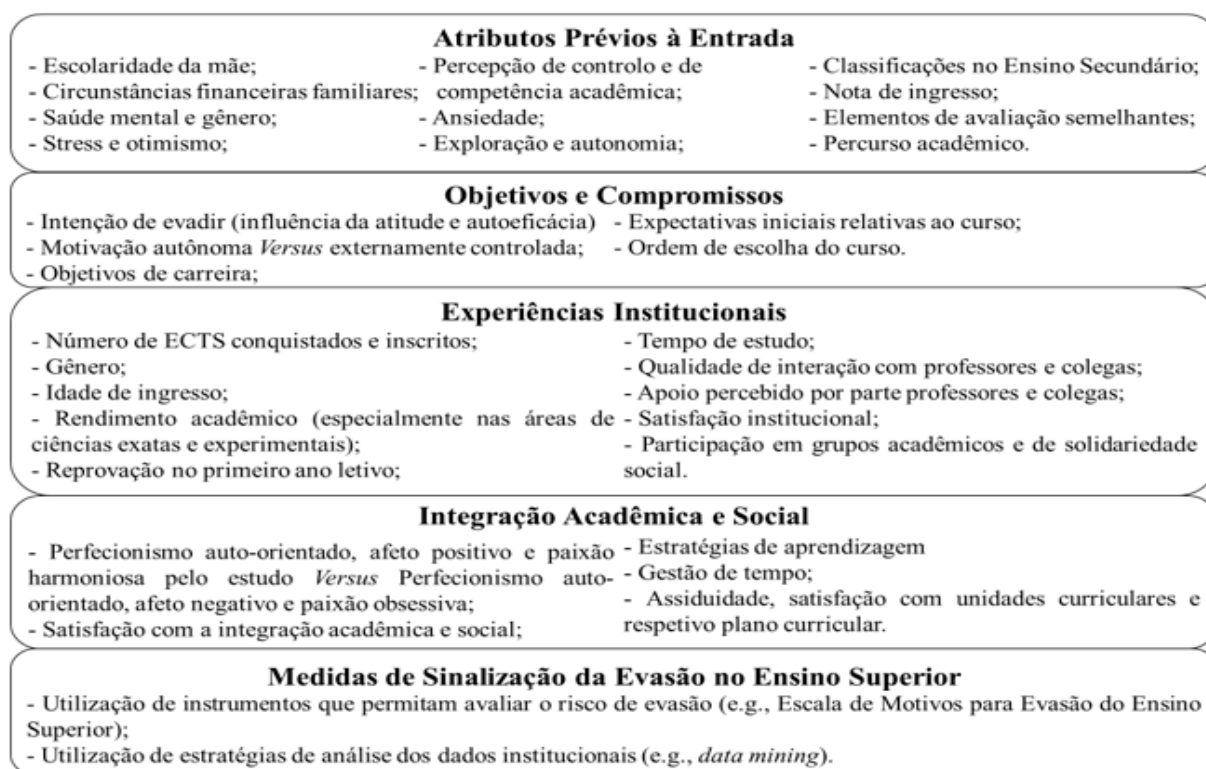 Atributos Prévios à Entrada
- Escolaridade da mãe;
- Circunstâncias financeiras familiares;
- Saúde mental e gênero;
- Stress e otimismo;
- Percepção de controlo e de
competência acadêmica;
- Ansiedade;
- Exploração e autonomia;
- Classificações no Ensino Secundário;
- Nota de ingresso;
- Elementos de avaliação semelhantes;
- Percurso acadêmico.
Objetivos e Compromissos
- Intenção de evadir (influência da atitude e autoeficácia)
- Motivação autônoma Versus externamente controlada;
- Objetivos de carreira;
- Expectativas iniciais relativas ao curso;
- Ordem de escolha do curso.
Experiências Institucionais
- Número de ECTS conquistados e inscritos;
- Gênero;
- Idade de ingresso;
- Rendimento acadêmico (especialmente nas áreas de
ciências exatas e experimentais);
- Reprovação no primeiro ano letivo;
- Tempo de estudo;
- Qualidade de interação com professores e colegas;
- Apoio percebido por parte professores e colegas;
- Satisfação institucional;
- Participação em grupos acadêmicos e de solidariedade
social.
Integração Acadêmica e Social
- Perfecionismo auto-orientado, afeto positivo e paixão
harmoniosa pelo estudo Versus Perfecionismo auto-
orientado, afeto negativo e paixão obsessiva;
- Satisfação com a integração acadêmica e social;
- Estratégias de aprendizagem
- Gestão de tempo;
- Assiduidade, satisfação com unidades curriculares e
respetivo plano curricular.
Medidas de Sinalização da Evasão no Ensino Superior
- Utilização de instrumentos que permitam avaliar o risco de evasão (e.g., Escala de Motivos para Evasão do Ensino
Superior);
- Utilização de estratégias de análise dos dados institucionais (e.g., data mining).